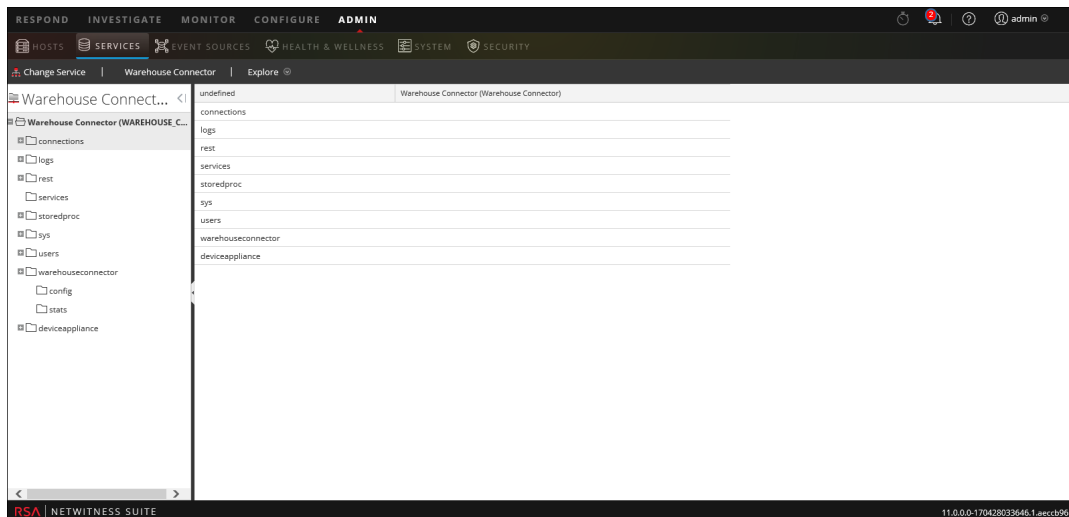 RESPOND INVESTIGATE MONITOR CONFIGURE ADMIN 2 admin
HOSTS SERVICES EVENT SOURCES HEALTH & WELLNESS SYSTEM SECURITY
Change Service | Warehouse Connector | Explore
Warehouse Connect...
Warehouse Connector (WAREHOUSE_C...
connections
logs
rest
services
storedproc
sys
users
warehouseconnector
config
stats
deviceappliance
undefined Warehouse Connector (Warehouse Connector)
connections
logs
rest
services
storedproc
sys
users
warehouseconnector
deviceappliance
RSA | NETWITNESS SUITE 11.0.0.0-170428033646.1.aeccb96